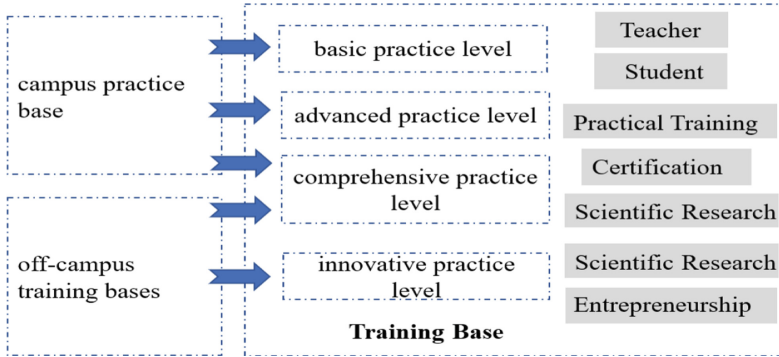 campus practice
base
off-campus
training bases
basic practice level
advanced practice level
comprehensive practice
level
innovative practice
level
Teacher
Student
Practical Training
Certification
Scientific Research
Scientific Research
Entrepreneurship
Training Base